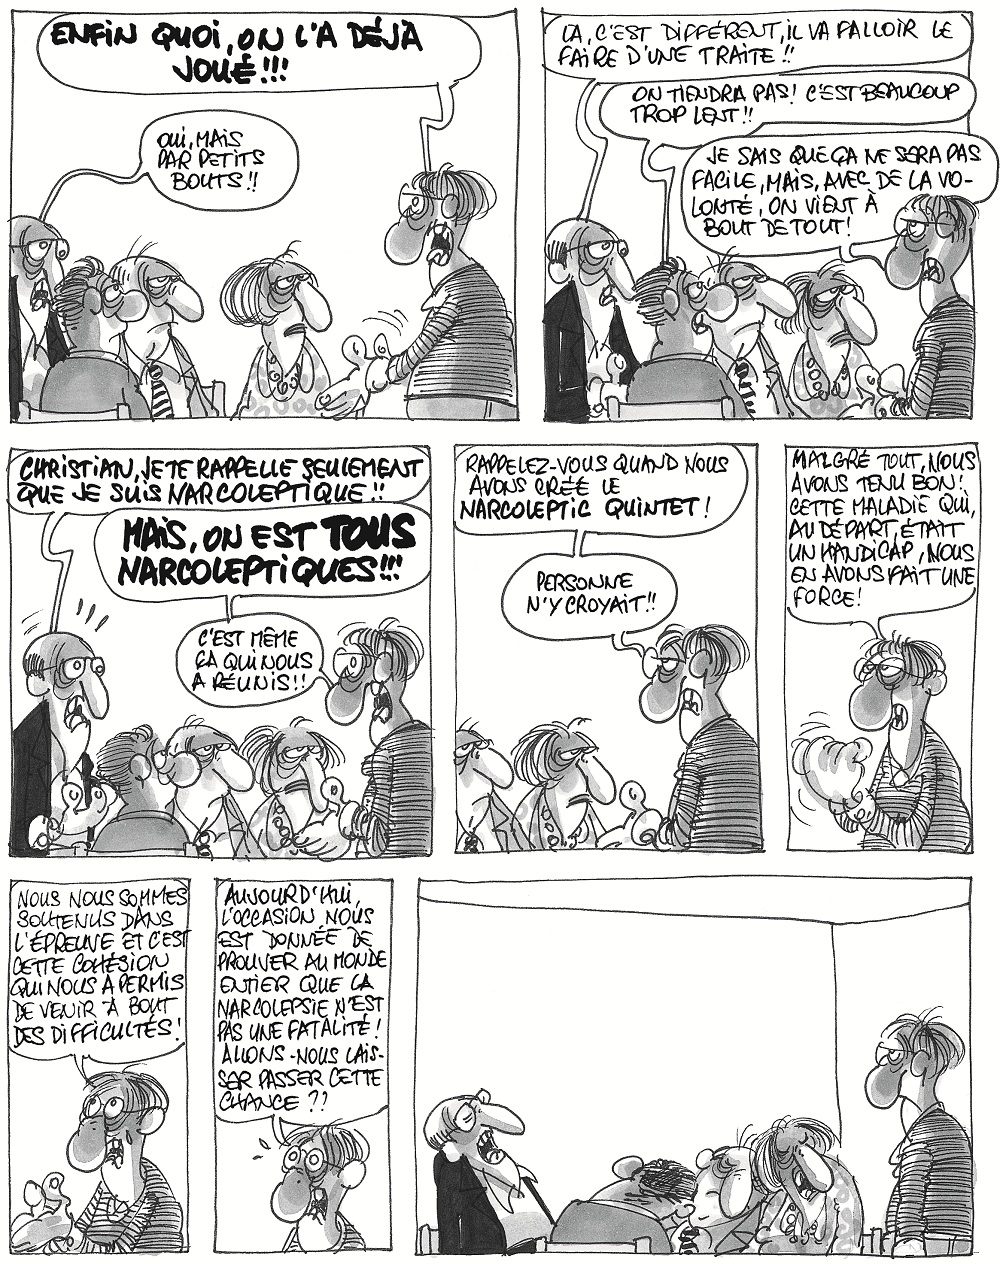 ENFIN QUOI, ON L'A DÉJÀ
JOUÉ!!!
OUI, MAIS
PAR PETITS
BOUTS!!
LÀ, C'EST DIFFÉRENT, IL VA FALLOIR LE
FAIRE D'UNE TRAITE!!
ON TIENDRA PAS! C'EST BEAUCOUP
TROP LENT!!
JE SAIS QUE ÇA NE SERA PAS
FACILE, MAIS, AVEC DE LA VO-
LONTÉ, ON VIENT À
BOUT DE TOUT!
CHRISTIAN, JE TE RAPPELLE SEULEMENT
QUE JE SUIS NARCOLEPTIQUE!!
MAIS, ON EST TOUS
NARCOLEPTIQUES!!!
C'EST MÊME
ÇA QUI NOUS
A RÉUNIS!!
RAPPELEZ-VOUS QUAND NOUS
AVONS CRÉÉ LE
NARCOLEPTIC QUINTET!
PERSONNE
N'Y CROYAIT!!
MALGRÉ TOUT, NOUS
AVONS TENU BON!
CETTE MALADIE QUI,
AU DÉPART, ÉTAIT
UN HANDICAP, NOUS
EN AVONS FAIT UNE
FORCE!
NOUS NOUS SOMMES
SOUTENUS DANS
L'ÉPREUVE ET C'EST
CETTE COHÉSION
QUI NOUS A PERMIS
DE VENIR À BOUT
DES DIFFICULTÉS!
AUJOURD'HUI,
L'OCCASION NOUS
EST DONNÉE DE
PROUVER AU MONDE
ENTIER QUE LA
NARCOLEPSIE N'EST
PAS UNE FATALITÉ!
ALLONS-NOUS LAIS-
SER PASSER CETTE
CHANCE??